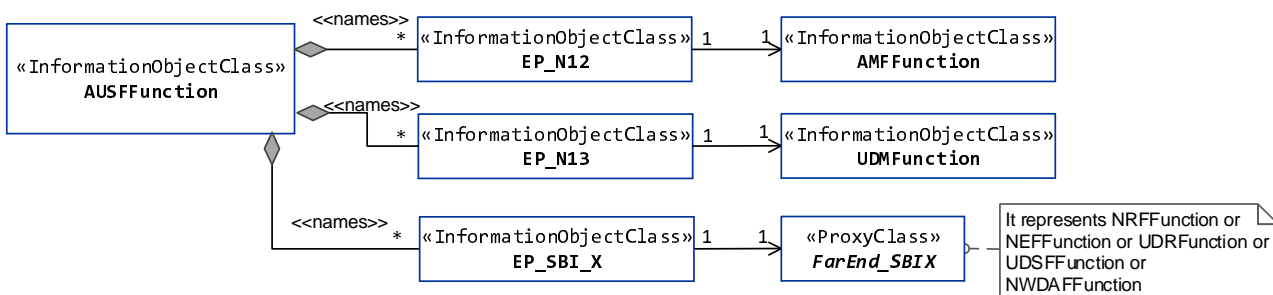 «InformationObjectClass»
AUSFFunction
<<names>>
*
«InformationObjectClass»
EP_N12
1
1
«InformationObjectClass»
AMFFunction
<<names>>
*
«InformationObjectClass»
EP_N13
1
1
«InformationObjectClass»
UDMFunction
<<names>>
*
«InformationObjectClass»
EP_SBI_X
1
1
«ProxyClass»
FarEnd_SBIX
It represents NRFFunction or
NEFFunction or UDRFunction or
UDSFFunction or
NWDAFFunction